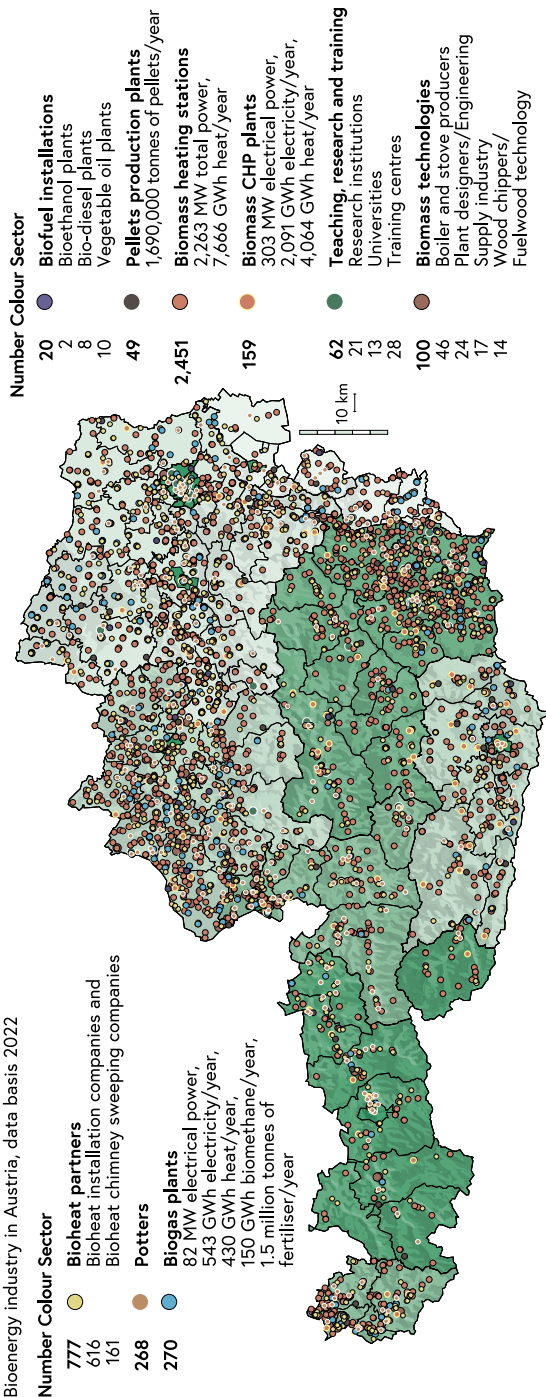 Bioenergy industry in Austria, data basis 2022
Number Colour Sector
777 Bioheat partners
616 Bioheat installation companies and
161 Bioheat chimney sweeping companies
268 Potters
270 Biogas plants
82 MW electrical power,
543 GWh electricity/year,
430 GWh heat/year,
150 GWh biomethane/year,
1.5 million tonnes of
fertiliser/year
Number Colour Sector
20 Biofuel installations
2 Bioethanol plants
8 Bio-diesel plants
10 Vegetable oil plants
49 Pellets production plants
1,690,000 tonnes of pellets/year
2,451 Biomass heating stations
2,263 MW total power,
7,666 GWh heat/year
159 Biomass CHP plants
303 MW electrical power,
2,091 GWh electricity/year,
4,064 GWh heat/year
62 Teaching, research and training
21 Research institutions
13 Universities
28 Training centres
100 Biomass technologies
46 Boiler and stove producers
24 Plant designers/Engineering
17 Supply industry
14 Wood chippers/
Fuelwood technology
10 km